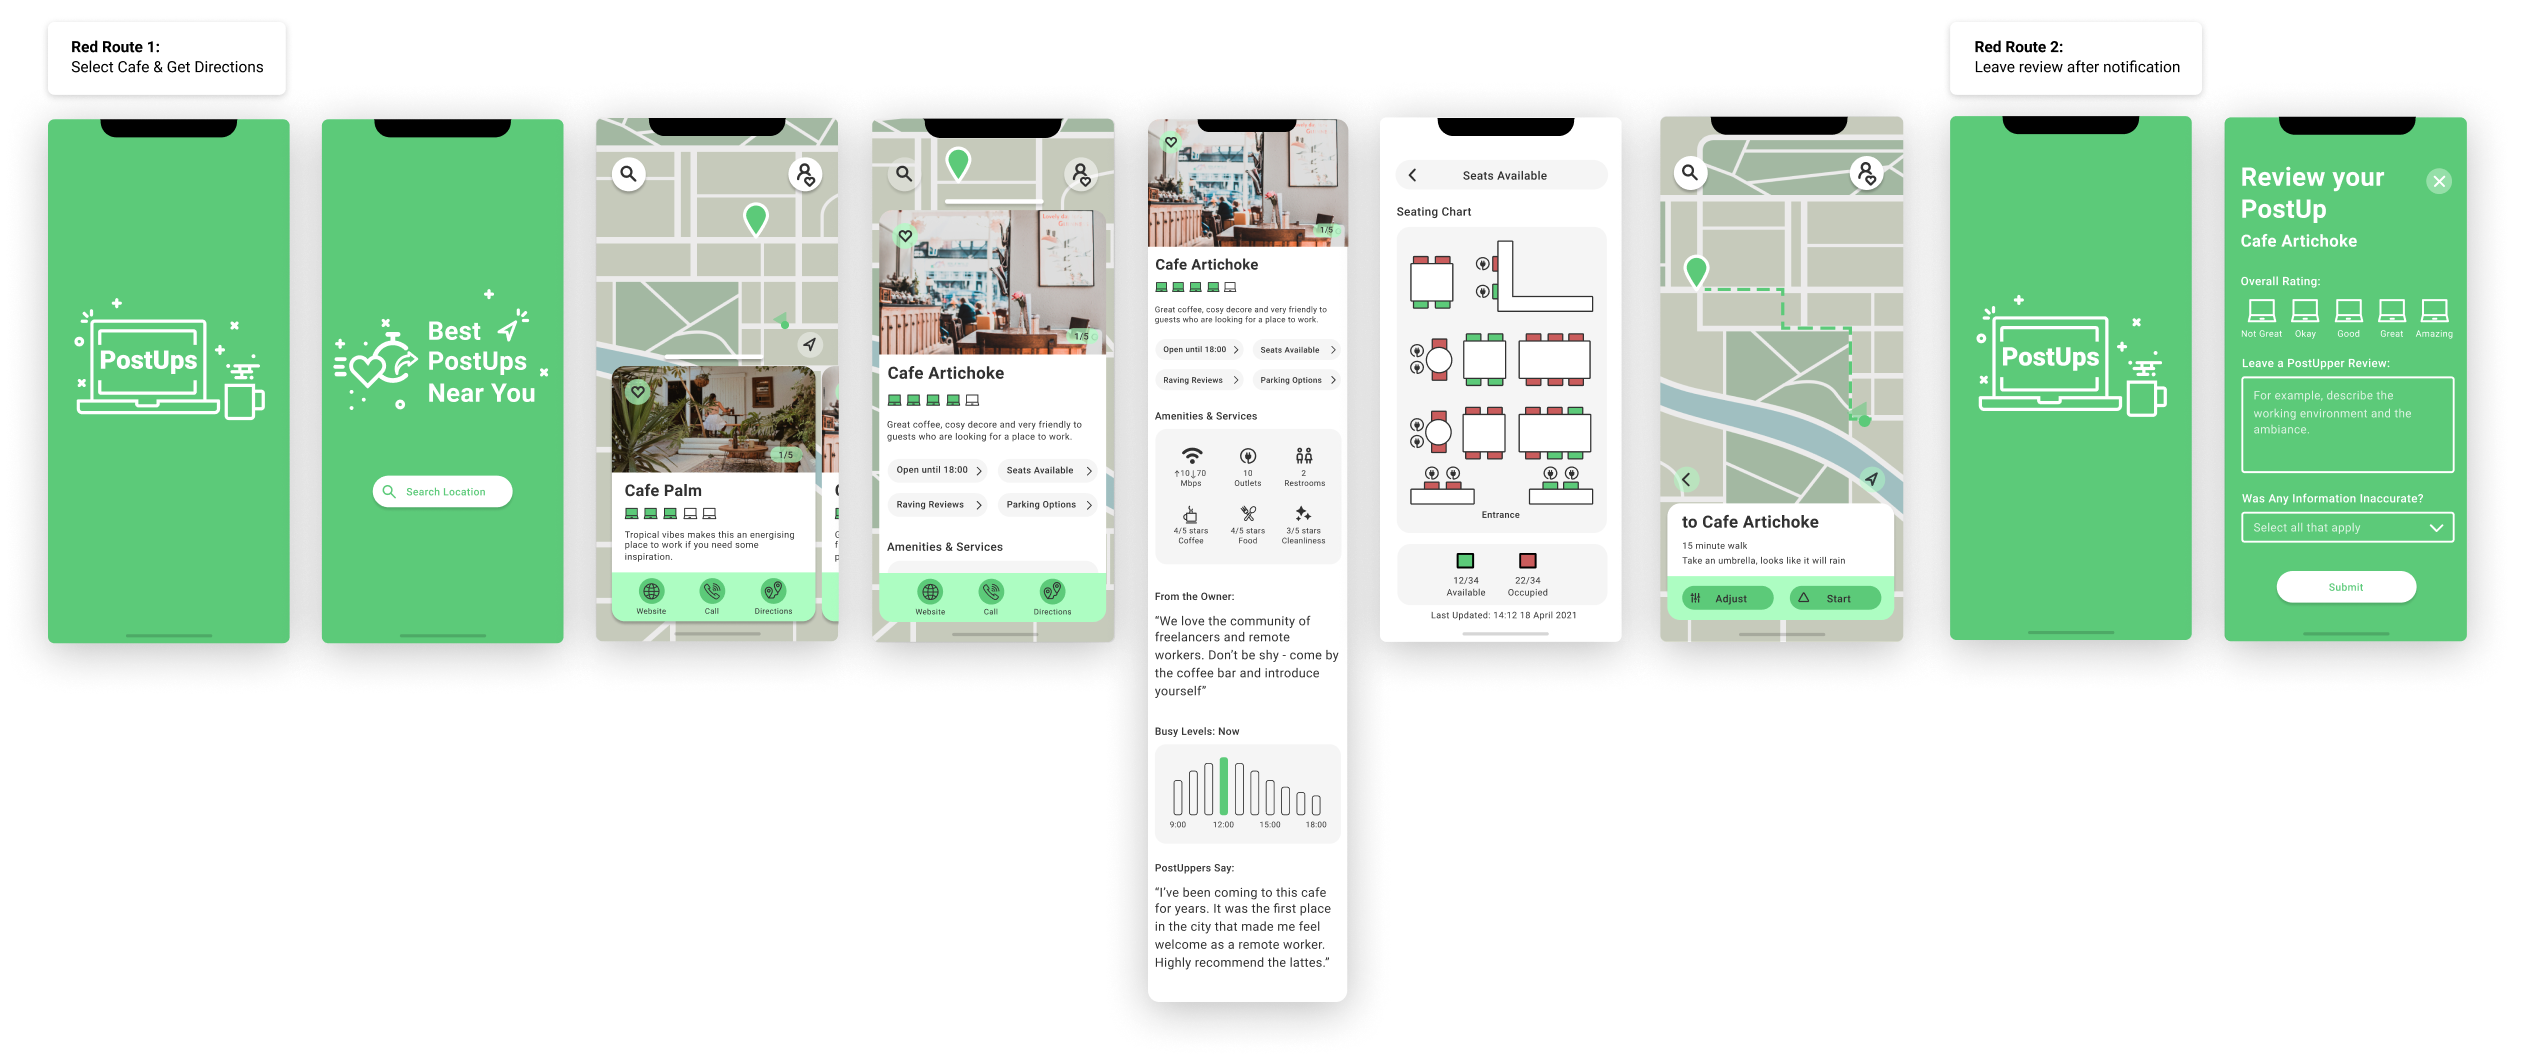 Red Route 1:
Select Cafe & Get Directions
PostUps
Best
PostUps
Near You
Search Location
1/5
Cafe Palm
Tropical vibes makes this an energising
place to work if you need some
inspiration.
Website
Call
Directions
1/5
Cafe Artichoke
Great coffee, cosy decore and very friendly to
guests who are looking for a place to work.
Open until 18:00
Seats Available
Raving Reviews
Parking Options
Amenities & Services
Website
Call
Directions
1/5
Cafe Artichoke
Great coffee, cosy decore and very friendly to
guests who are looking for a place to work.
Open until 18:00
Seats Available
Raving Reviews
Parking Options
Amenities & Services
↑10↓70
Mbps
10
Outlets
2
Restrooms
4/5 stars
Coffee
4/5 stars
Food
3/5 stars
Cleanliness
From the Owner:
“We love the community of
freelancers and remote
workers. Don’t be shy - come by
the coffee bar and introduce
yourself”
Busy Levels: Now
9:00
12:00
15:00
18:00
PostUppers Say:
“I’ve been coming to this cafe
for years. It was the first place
in the city that made me feel
welcome as a remote worker.
Highly recommend the lattes.”
Seats Available
Seating Chart
Entrance
12/34
Available
22/34
Occupied
Last Updated: 14:12 18 April 2021
to Cafe Artichoke
15 minute walk
Take an umbrella, looks like it will rain
Adjust
Start
Red Route 2:
Leave review after notification
PostUps
Review your
PostUp
Cafe Artichoke
Overall Rating:
Not Great
Okay
Good
Great
Amazing
Leave a PostUpper Review:
For example, describe the
working environment and the
ambiance.
Was Any Information Inaccurate?
Select all that apply
Submit